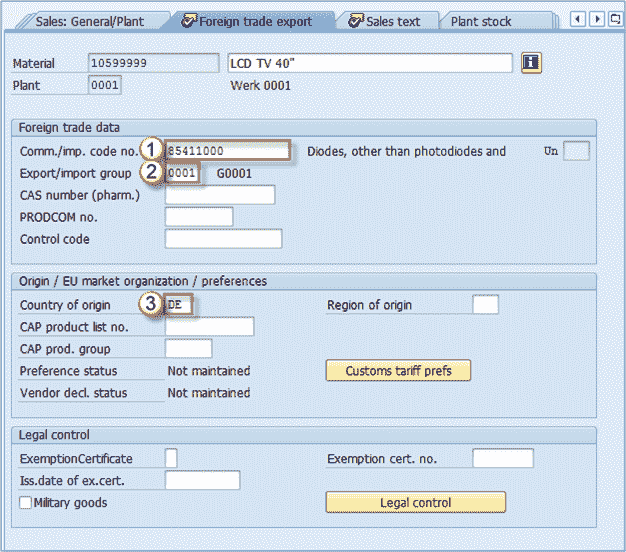 Sales: General/Plant Foreign trade export Sales text Plant stock
Material 10599999 LCD TV 40"
Plant 0001 Werk 0001
Foreign trade data
Comm./imp. code no. 1 85411000 Diodes, other than photodiodes and Un
Export/import group 2 0001 G0001
CAS number (pharm.)
PRODCOM no.
Control code
Origin / EU market organization / preferences
Country of origin 3 DE Region of origin
CAP product list no.
CAP prod. group
Preference status Not maintained Customs tariff prefs
Vendor decl. status Not maintained
Legal control
ExemptionCertificate Exemption cert. no.
Iss.date of ex.cert.
Military goods Legal control